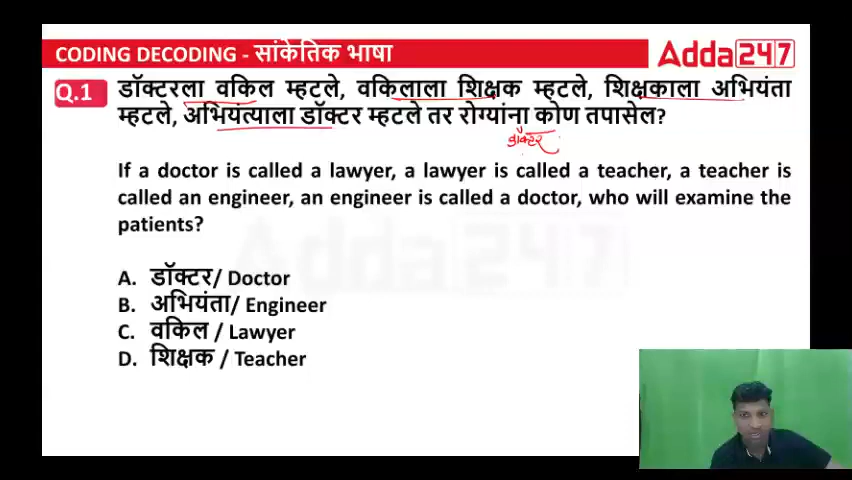 CODING DECODING - सांकेतिक भाषा
Adda247
Q.1 डॉक्टरला वकिल म्हटले, वकिलाला शिक्षक म्हटले, शिक्षकाला अभियंता
म्हटले, अभियंत्याला डॉक्टर म्हटले तर रोग्यांना कोण तपासेल?
डॉक्टर
If a doctor is called a lawyer, a lawyer is called a teacher, a teacher is
called an engineer, an engineer is called a doctor, who will examine the
patients?
A. डॉक्टर/ Doctor
B. अभियंता/ Engineer
C. वकिल / Lawyer
D. शिक्षक / Teacher